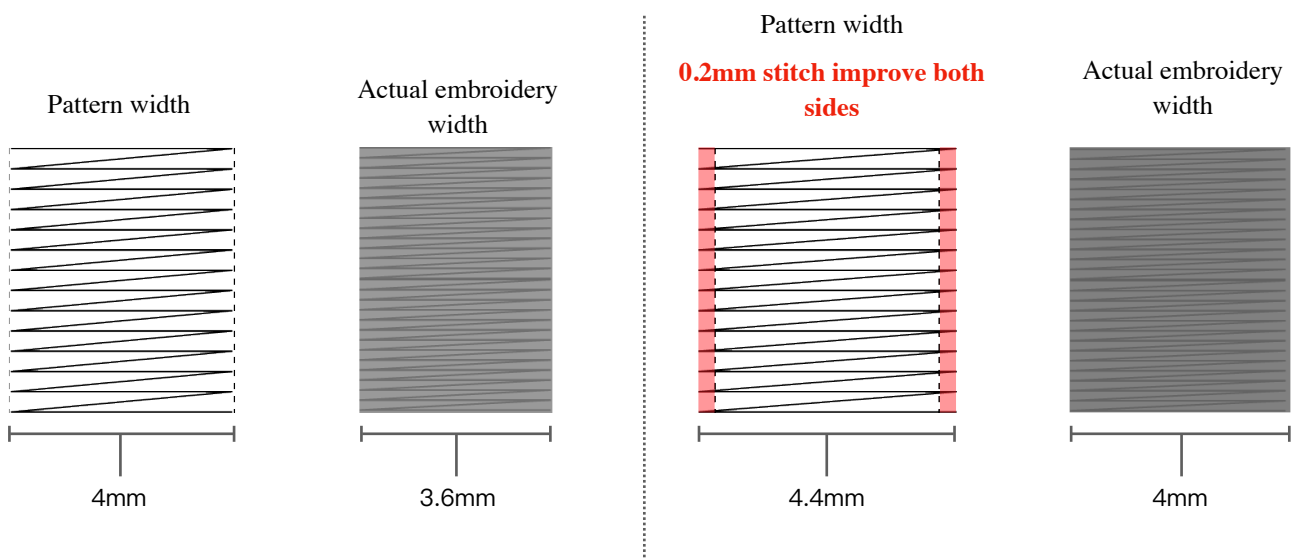 Pattern width
Actual embroidery
width
4mm
3.6mm
Pattern width
0.2mm stitch improve both
sides
Actual embroidery
width
4.4mm
4mm